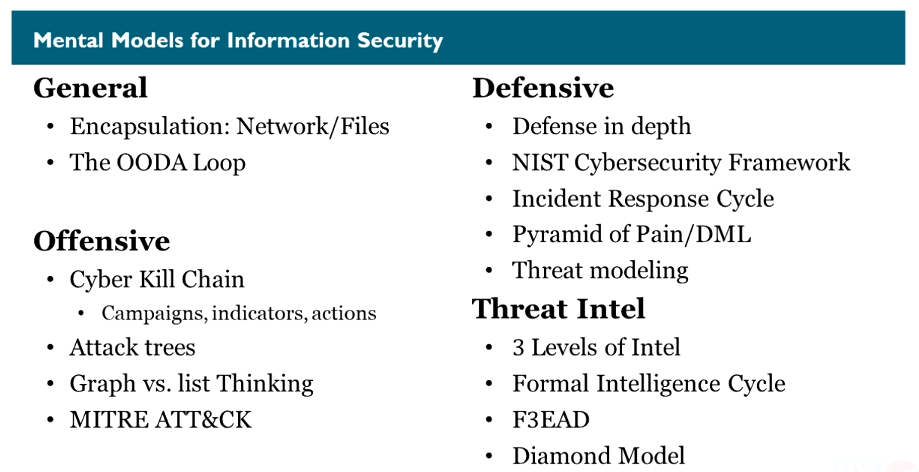 Mental Models for Information Security
General
• Encapsulation: Network/Files
• The OODA Loop
Offensive
• Cyber Kill Chain
• Campaigns, indicators, actions
• Attack trees
• Graph vs. list Thinking
• MITRE ATT&CK
Defensive
• Defense in depth
• NIST Cybersecurity Framework
• Incident Response Cycle
• Pyramid of Pain/DML
• Threat modeling
Threat Intel
• 3 Levels of Intel
• Formal Intelligence Cycle
• F3EAD
• Diamond Model